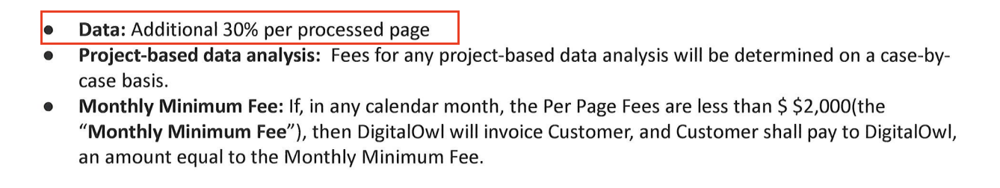 ● Data: Additional 30% per processed page
● Project-based data analysis:  Fees for any project-based data analysis will be determined on a case-by-
case basis.
● Monthly Minimum Fee: If, in any calendar month, the Per Page Fees are less than $ $2,000(the
“Monthly Minimum Fee”), then DigitalOwl will invoice Customer, and Customer shall pay to DigitalOwl,
an amount equal to the Monthly Minimum Fee.